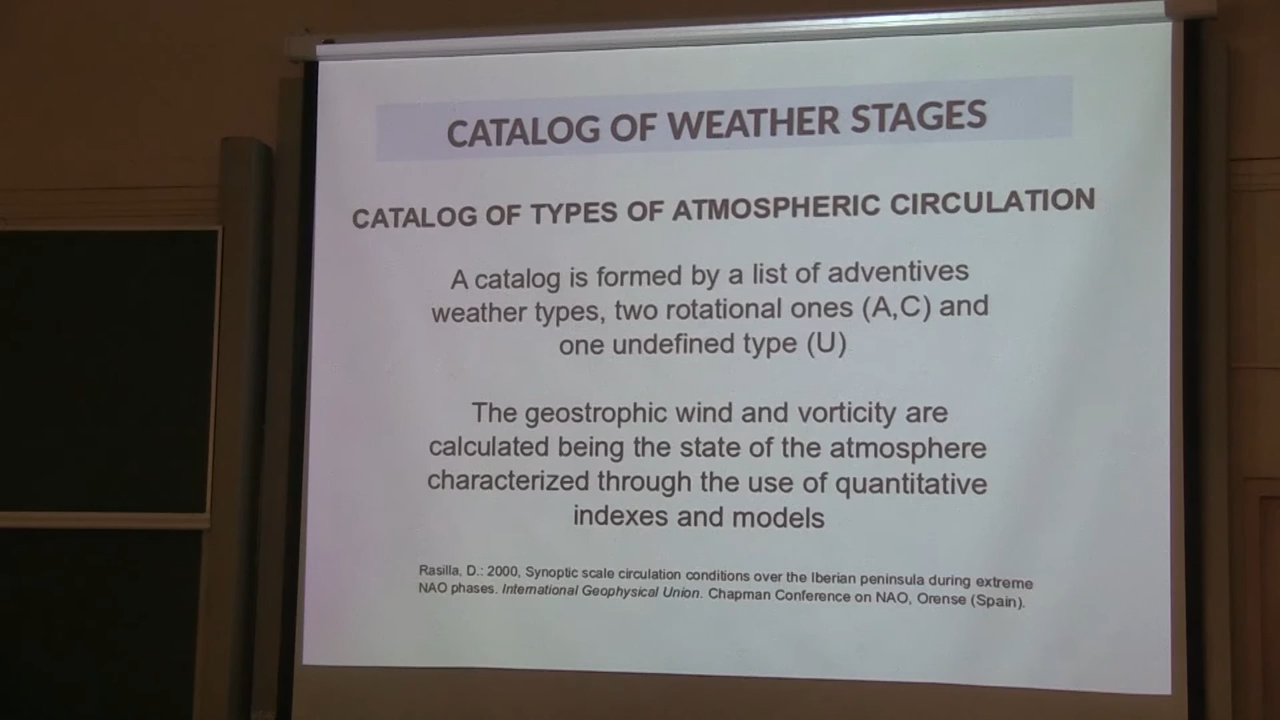 CATALOG OF WEATHER STAGES
CATALOG OF TYPES OF ATMOSPHERIC CIRCULATION
A catalog is formed by a list of adventives
weather types, two rotational ones (A,C) and
one undefined type (U)
The geostrophic wind and vorticity are
calculated being the state of the atmosphere
characterized through the use of quantitative
indexes and models
Rasilla, D.: 2000, Synoptic scale circulation conditions over the Iberian peninsula during extreme
NAO phases. International Geophysical Union. Chapman Conference on NAO, Orense (Spain).